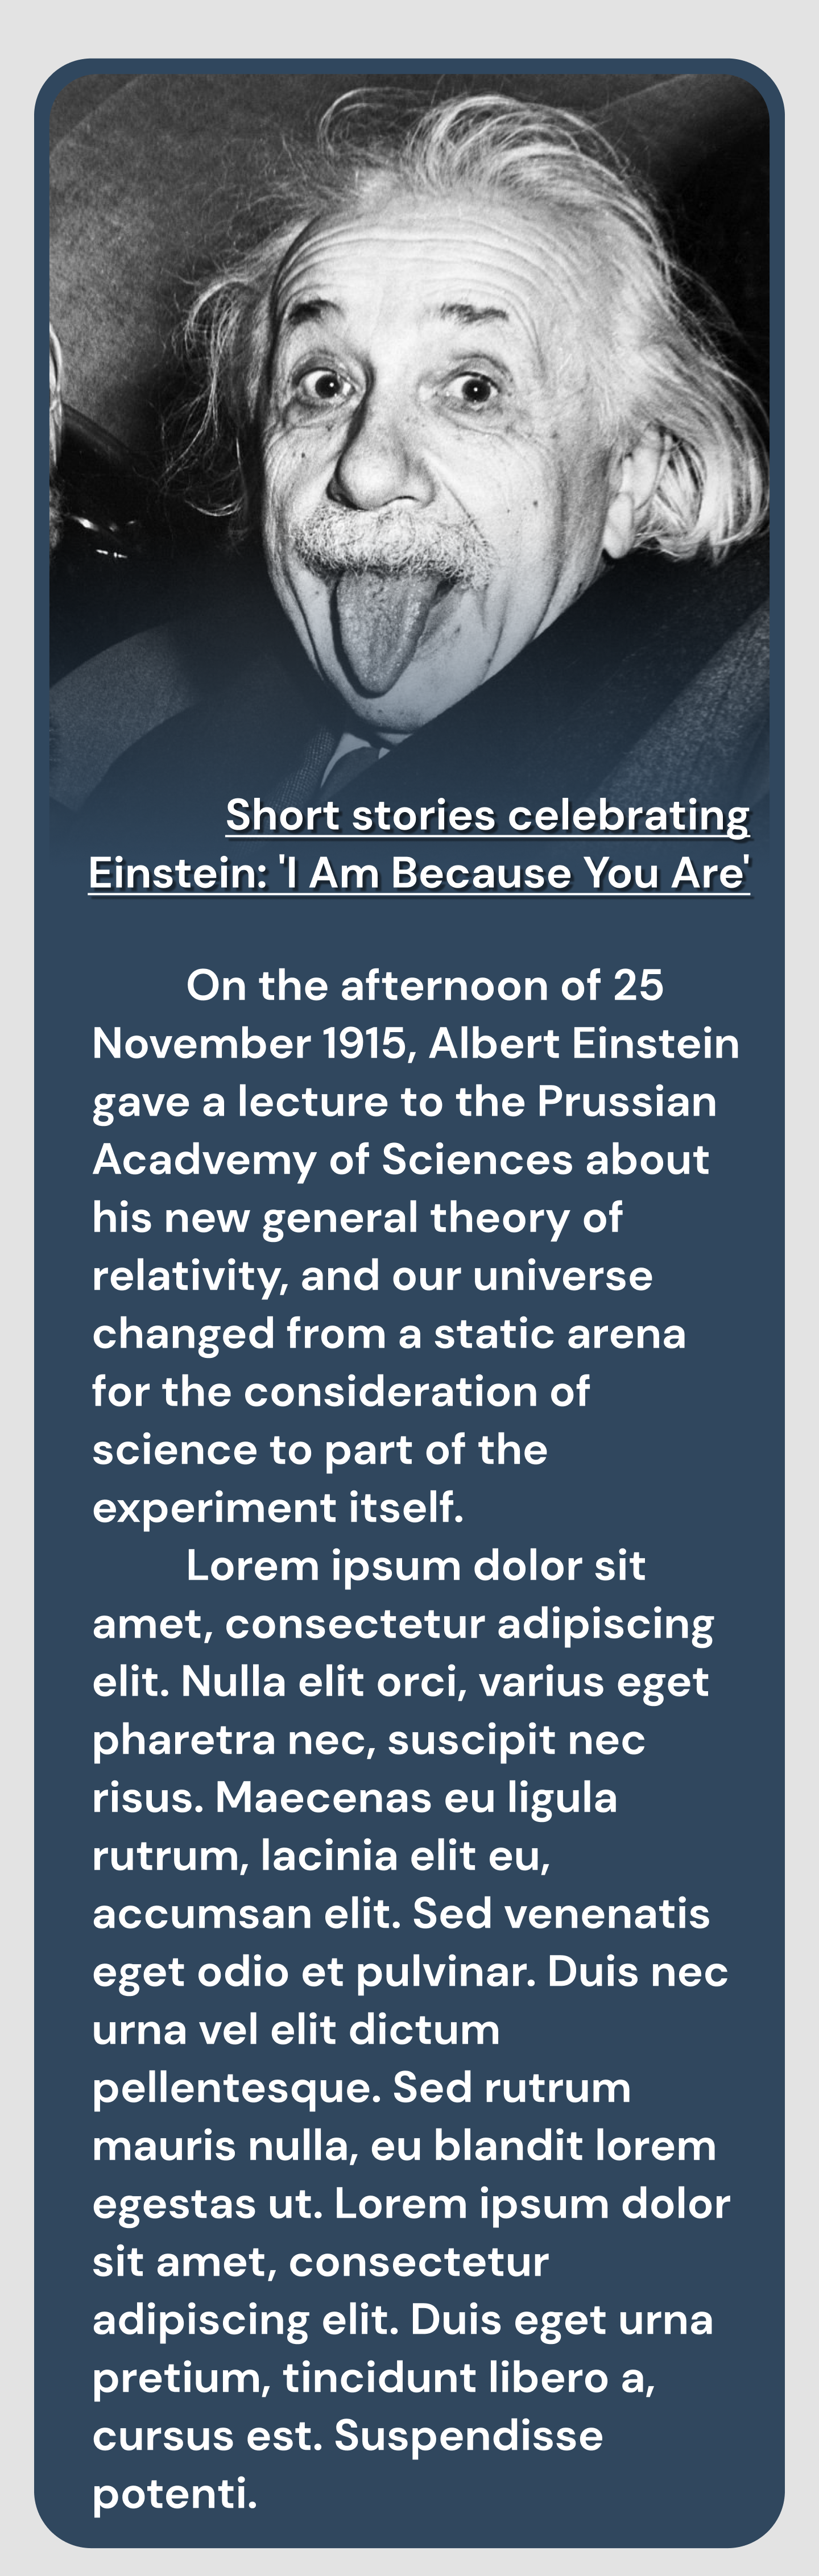 Short stories celebrating
Einstein: 'I Am Because You Are'
On the afternoon of 25
November 1915, Albert Einstein
gave a lecture to the Prussian
Acadvemy of Sciences about
his new general theory of
relativity, and our universe
changed from a static arena
for the consideration of
science to part of the
experiment itself.
Lorem ipsum dolor sit
amet, consectetur adipiscing
elit. Nulla elit orci, varius eget
pharetra nec, suscipit nec
risus. Maecenas eu ligula
rutrum, lacinia elit eu,
accumsan elit. Sed venenatis
eget odio et pulvinar. Duis nec
urna vel elit dictum
pellentesque. Sed rutrum
mauris nulla, eu blandit lorem
egestas ut. Lorem ipsum dolor
sit amet, consectetur
adipiscing elit. Duis eget urna
pretium, tincidunt libero a,
cursus est. Suspendisse
potenti.